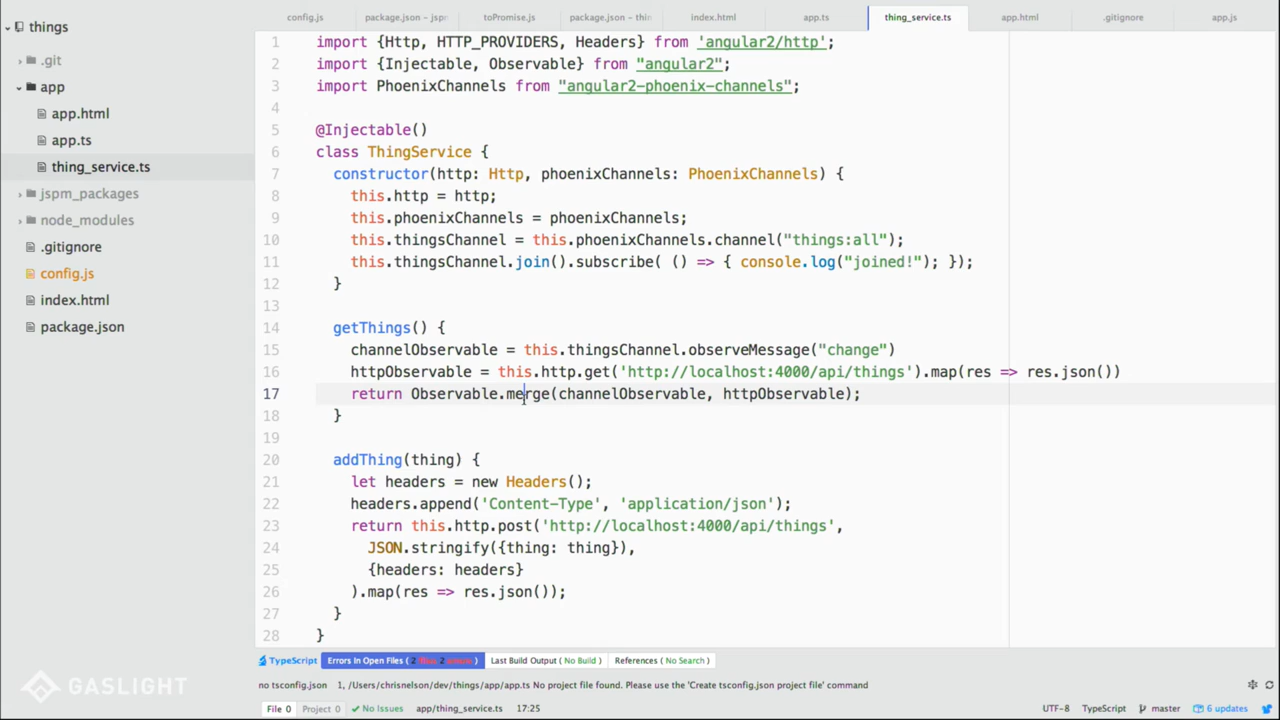 things
.git
app
app.html
app.ts
thing_service.ts
jspm_packages
node_modules
.gitignore
config.js
index.html
package.json
config.js
package.json - jspr
toPromise.js
package.json - thi
index.html
app.ts
thing_service.ts
app.html
.gitignore
app.js
1 import {Http, HTTP_PROVIDERS, Headers} from 'angular2/http';
2 import {Injectable, Observable} from "angular2";
3 import PhoenixChannels from "angular2-phoenix-channels";
4
5 @Injectable()
6 class ThingService {
7 constructor(http: Http, phoenixChannels: PhoenixChannels) {
8 this.http = http;
9 this.phoenixChannels = phoenixChannels;
10 this.thingsChannel = this.phoenixChannels.channel("things:all");
11 this.thingsChannel.join().subscribe( () => { console.log("joined!"); });
12 }
13
14 getThings() {
15 channelObservable = this.thingsChannel.observeMessage("change")
16 httpObservable = this.http.get('http://localhost:4000/api/things').map(res => res.json())
17 return Observable.merge(channelObservable, httpObservable);
18 }
19
20 addThing(thing) {
21 let headers = new Headers();
22 headers.append('Content-Type', 'application/json');
23 return this.http.post('http://localhost:4000/api/things',
24 JSON.stringify({thing: thing}),
25 {headers: headers}
26 ).map(res => res.json());
27 }
28 }
TypeScript
Errors In Open Files ( 2
Last Build Output ( No Build )
References ( No Search )
no tsconfig.json 1, /Users/chrisnelson/dev/things/app/app.ts No project file found. Please use the 'Create tsconfig.json project file' command
File 0 Project 0 No Issues app/thing_service.ts 17:25
UTF-8 TypeScript master 6 updates
GASLIGHT